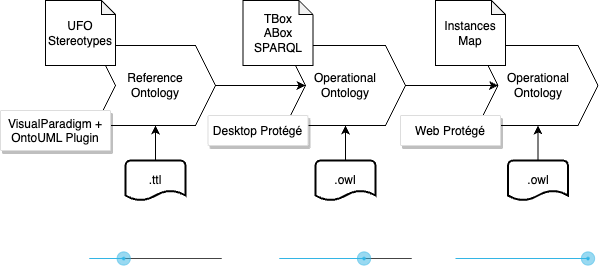 UFO
Stereotypes
Reference
Ontology
VisualParadigm +
OntoUML Plugin
.ttl
TBox
ABox
SPARQL
Operational
Ontology
Desktop Protégé
.owl
Instances
Map
Operational
Ontology
Web Protégé
.owl